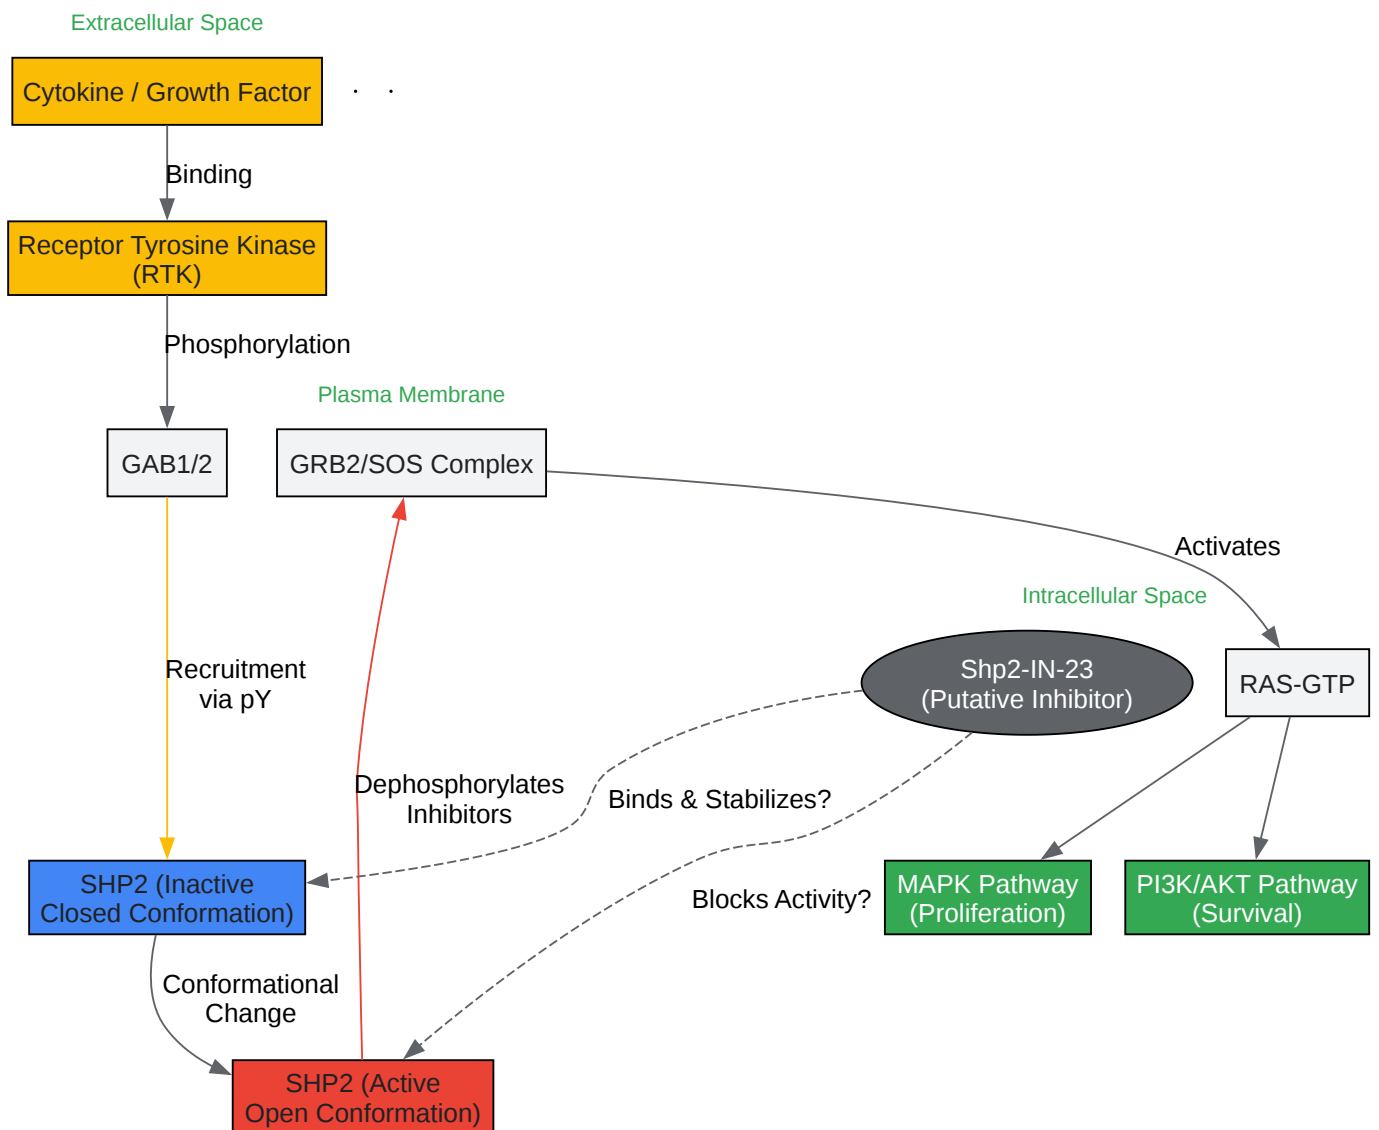 Extracellular Space
Cytokine / Growth Factor
Binding
Receptor Tyrosine Kinase
(RTK)
Phosphorylation
Plasma Membrane
GAB1/2
GRB2/SOS Complex
Activates
Intracellular Space
Recruitment
via pY
Shp2-IN-23
(Putative Inhibitor)
RAS-GTP
Dephosphorylates
Inhibitors
Binds & Stabilizes?
SHP2 (Inactive
Closed Conformation)
Blocks Activity?
MAPK Pathway
(Proliferation)
PI3K/AKT Pathway
(Survival)
Conformational
Change
SHP2 (Active
Open Conformation)